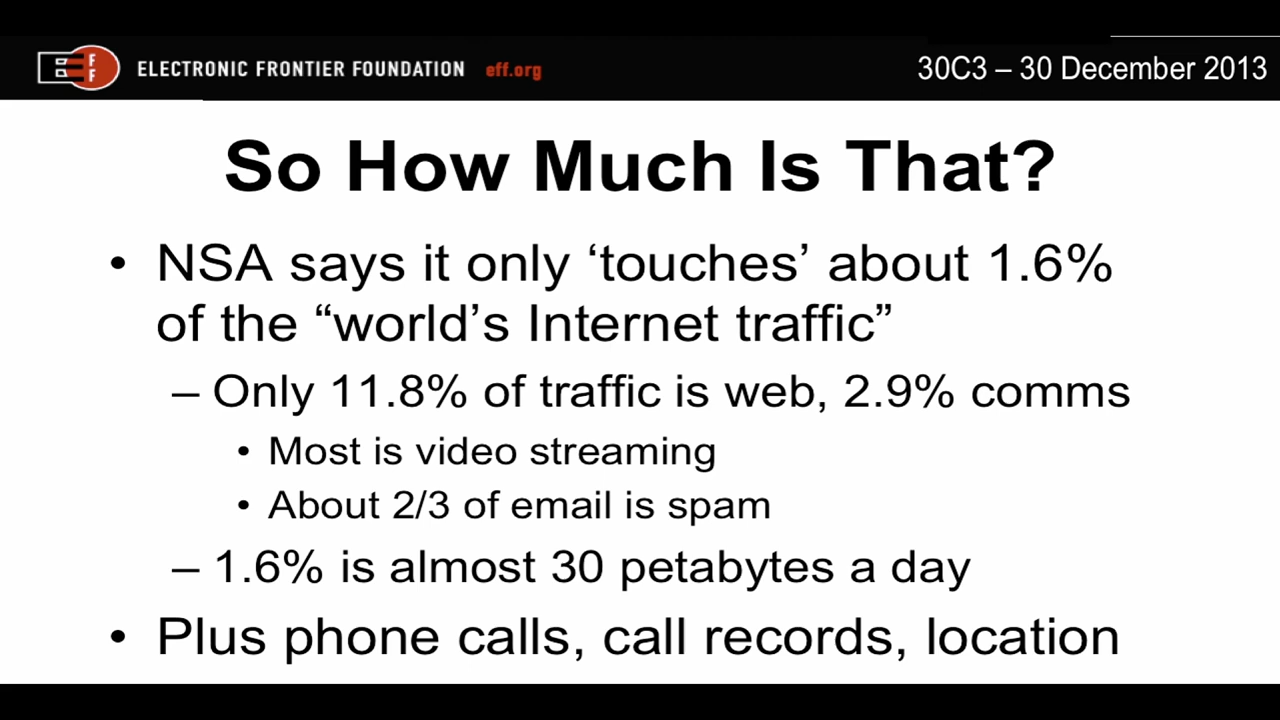 EFF ELECTRONIC FRONTIER FOUNDATION eff.org
30C3 – 30 December 2013
So How Much Is That?
• NSA says it only ‘touches’ about 1.6%
of the “world’s Internet traffic”
– Only 11.8% of traffic is web, 2.9% comms
• Most is video streaming
• About 2/3 of email is spam
– 1.6% is almost 30 petabytes a day
• Plus phone calls, call records, location